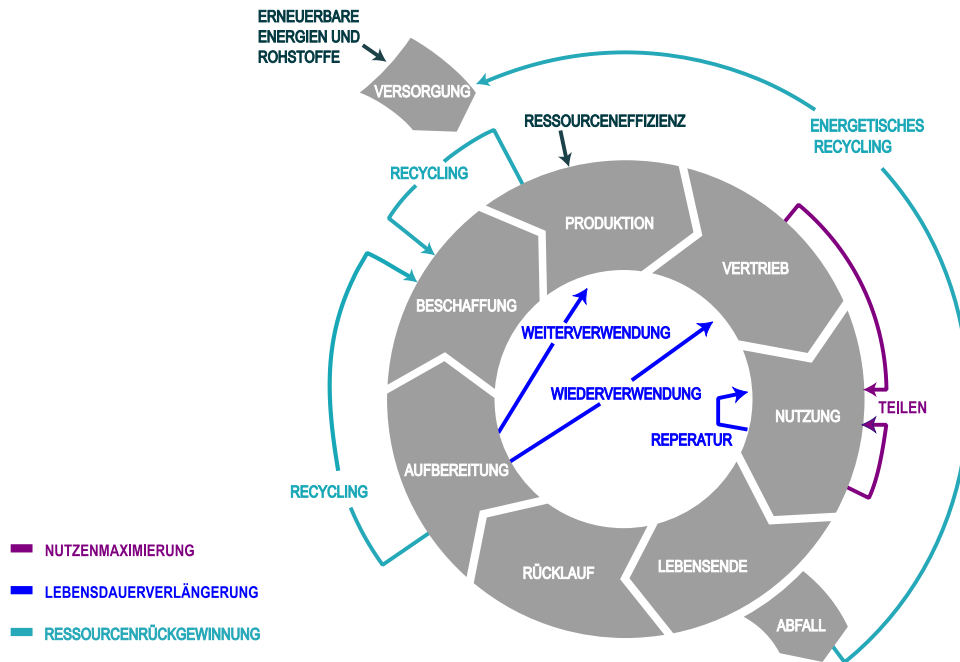 ERNEUERBARE
ENERGIEN UND
ROHSTOFFE
VERSORGUNG
RESSOURCENEFFIZIENZ
ENERGETISCHES
RECYCLING
RECYCLING
PRODUKTION
VERTRIEB
BESCHAFFUNG
WEITERVERWENDUNG
WIEDERVERWENDUNG
TEILEN
NUTZUNG
REPERATUR
AUFBEREITUNG
RECYCLING
RÜCKLAUF
LEBENSENDE
ABFALL
NUTZENMAXIMIERUNG
LEBENSDAUERVERLÄNGERUNG
RESSOURCENRÜCKGEWINNUNG